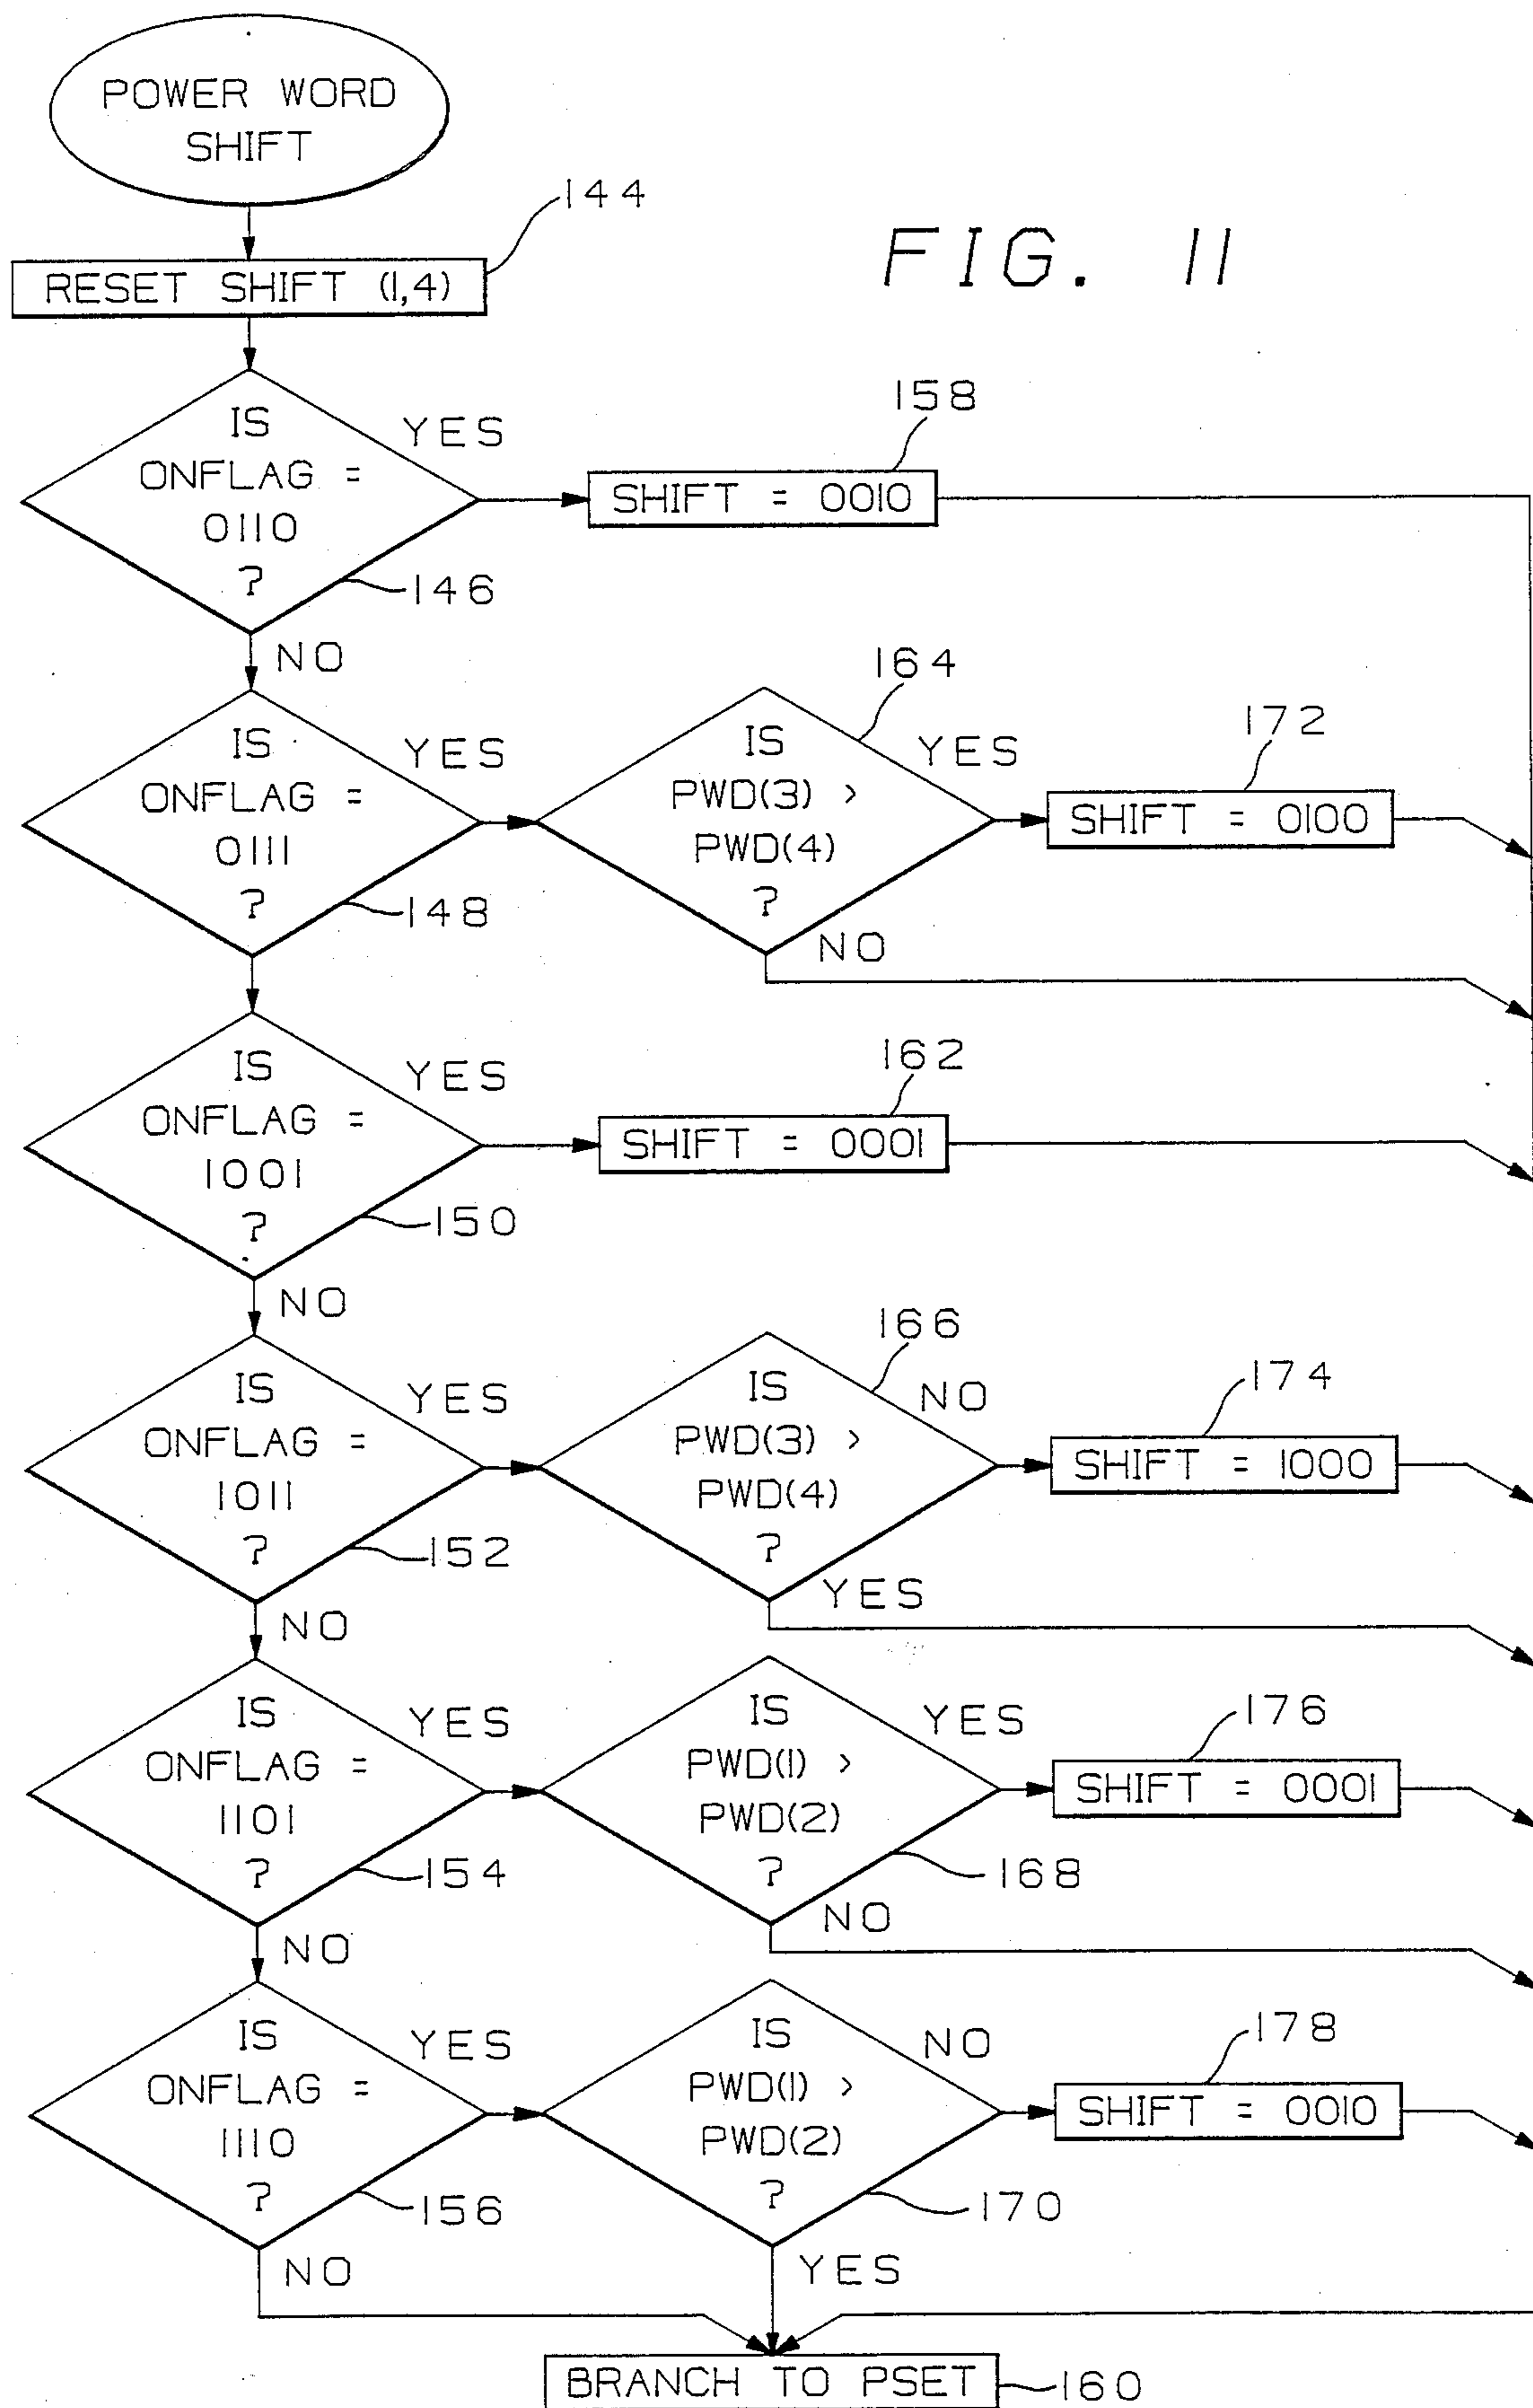 POWER WORD
SHIFT
144
FIG. 11
RESET SHIFT (1,4)
IS
ONFLAG =
0110
?
YES
146
158
SHIFT = 0010
NO
IS
ONFLAG =
0111
?
YES
148
164
IS
PWD(3) >
PWD(4)
?
YES
172
SHIFT = 0100
NO
IS
ONFLAG =
1001
?
YES
150
162
SHIFT = 0001
NO
IS
ONFLAG =
1011
?
YES
152
166
IS
PWD(3) >
PWD(4)
?
NO
174
SHIFT = 1000
YES
NO
IS
ONFLAG =
1101
?
YES
154
IS
PWD(1) >
PWD(2)
?
YES
168
176
SHIFT = 0001
NO
NO
IS
ONFLAG =
1110
?
YES
156
IS
PWD(1) >
PWD(2)
?
NO
170
178
SHIFT = 0010
NO
YES
BRANCH TO PSET
160